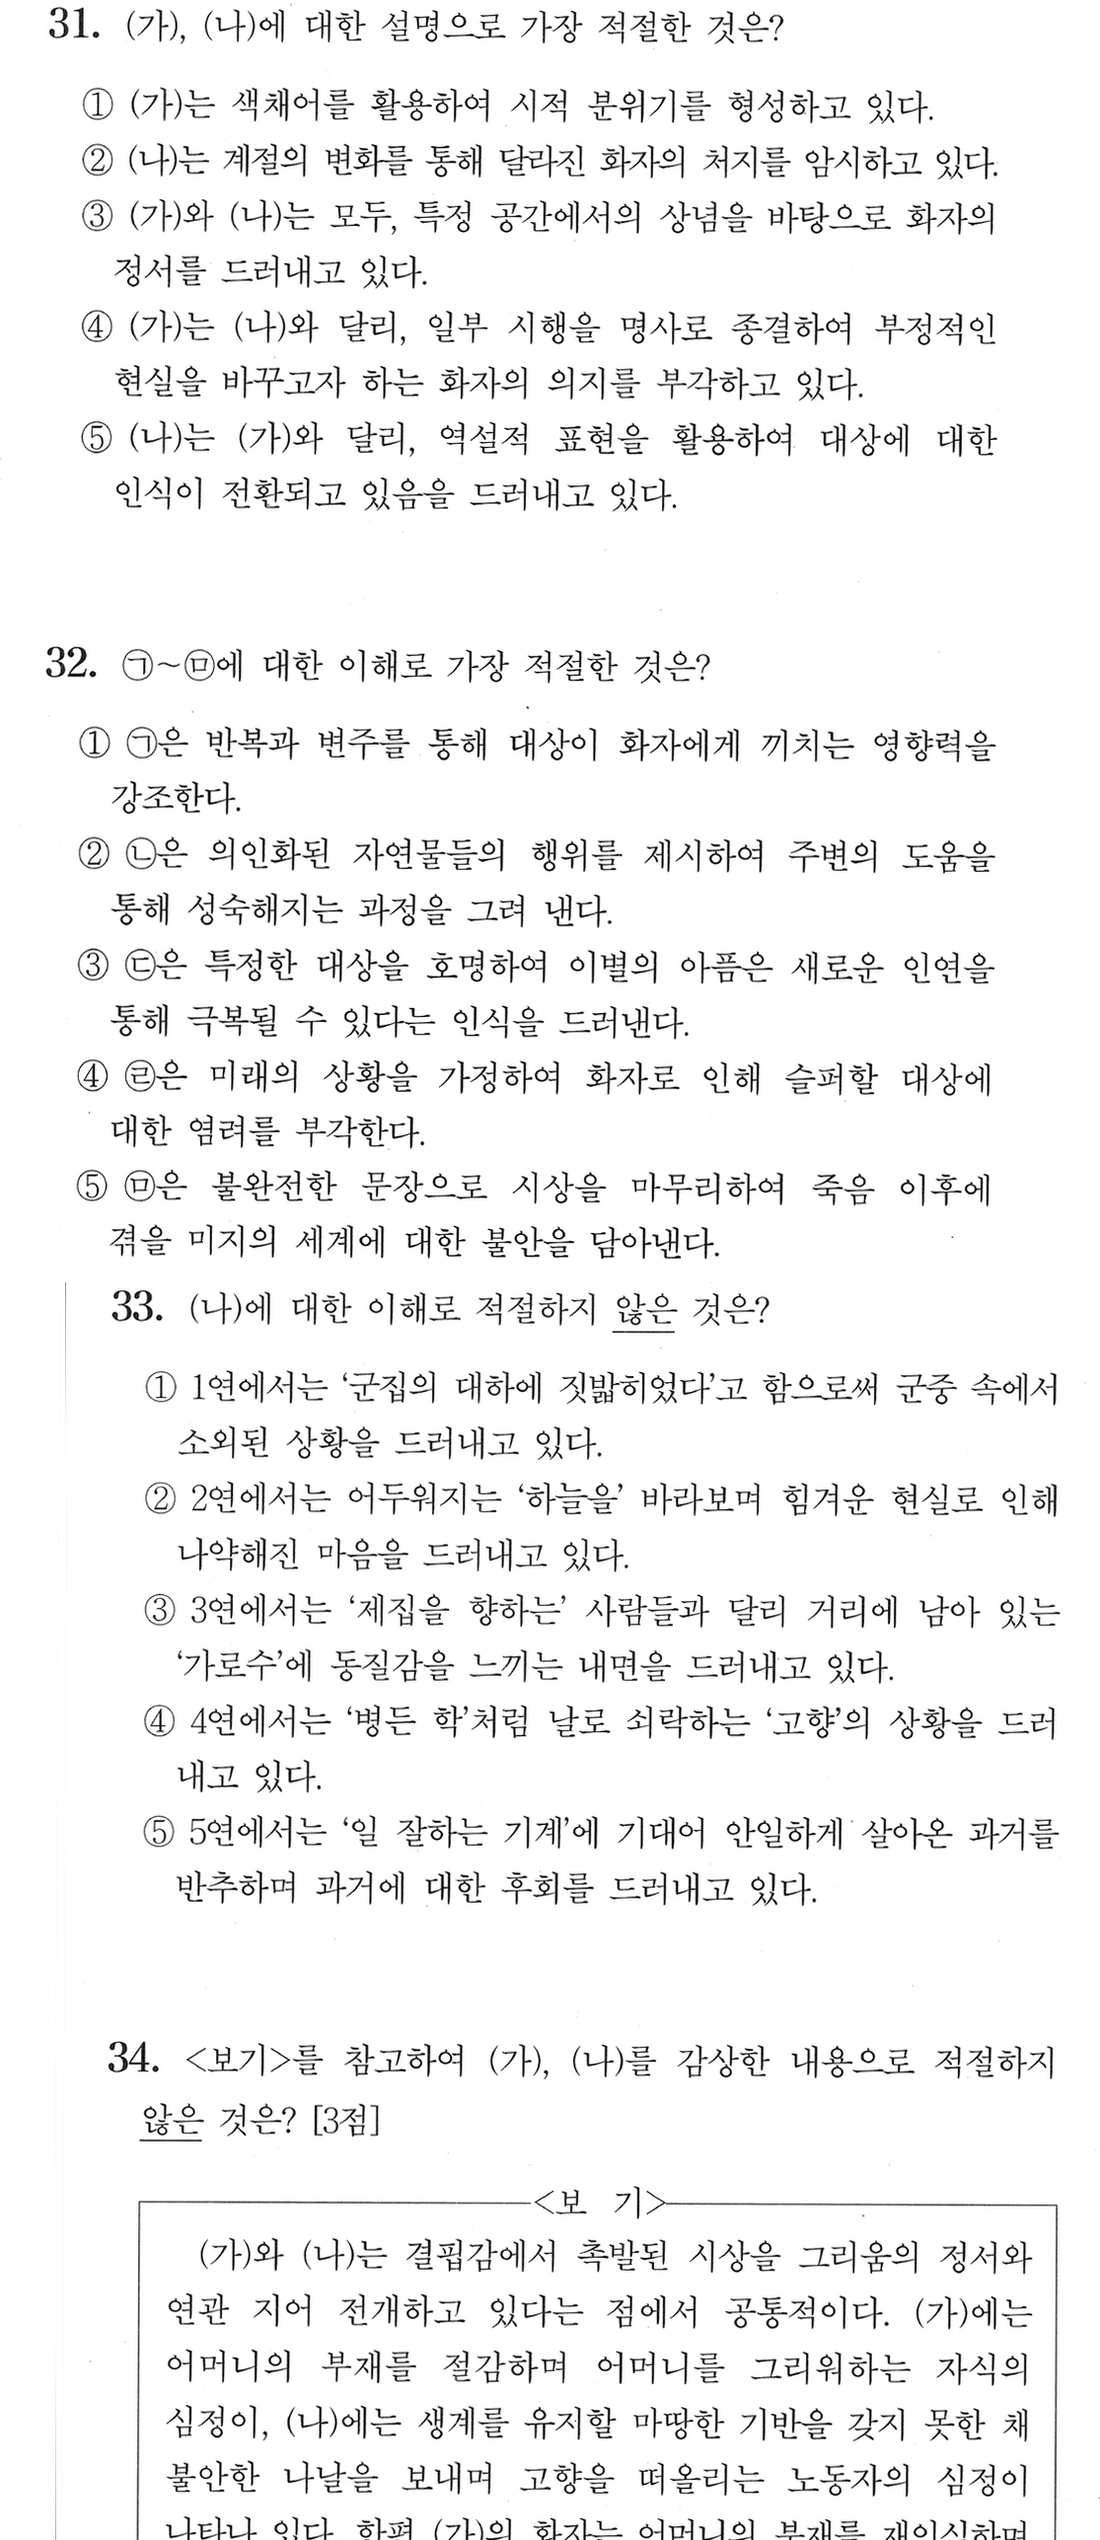 31. (가), (나)에 대한 설명으로 가장 적절한 것은?
① (가)는 색채어를 활용하여 시적 분위기를 형성하고 있다.
② (나)는 계절의 변화를 통해 달라진 화자의 처지를 암시하고 있다.
③ (가)와 (나)는 모두, 특정 공간에서의 상념을 바탕으로 화자의
정서를 드러내고 있다.
④ (가)는 (나)와 달리, 일부 시행을 명사로 종결하여 부정적인
현실을 바꾸고자 하는 화자의 의지를 부각하고 있다.
⑤ (나)는 (가)와 달리, 역설적 표현을 활용하여 대상에 대한
인식이 전환되고 있음을 드러내고 있다.
32. ㉠~㉤에 대한 이해로 가장 적절한 것은?
① ㉠은 반복과 변주를 통해 대상이 화자에게 끼치는 영향력을
강조한다.
② ㉡은 의인화된 자연물들의 행위를 제시하여 주변의 도움을
통해 성숙해지는 과정을 그려 낸다.
③ ㉢은 특정한 대상을 호명하여 이별의 아픔은 새로운 인연을
통해 극복될 수 있다는 인식을 드러낸다.
④ ㉣은 미래의 상황을 가정하여 화자로 인해 슬퍼할 대상에
대한 염려를 부각한다.
⑤ ㉤은 불완전한 문장으로 시상을 마무리하여 죽음 이후에
겪을 미지의 세계에 대한 불안을 담아낸다.
33. (나)에 대한 이해로 적절하지 않은 것은?
① 1연에서는 ‘군집의 대하에 짓밟히었다’고 함으로써 군중 속에서
소외된 상황을 드러내고 있다.
② 2연에서는 어두워지는 ‘하늘을’ 바라보며 힘겨운 현실로 인해
나약해진 마음을 드러내고 있다.
③ 3연에서는 ‘제집을 향하는’ 사람들과 달리 거리에 남아 있는
‘가로수’에 동질감을 느끼는 내면을 드러내고 있다.
④ 4연에서는 ‘병든 학’처럼 날로 쇠락하는 ‘고향’의 상황을 드러
내고 있다.
⑤ 5연에서는 ‘일 잘하는 기계’에 기대어 안일하게 살아온 과거를
반추하며 과거에 대한 후회를 드러내고 있다.
34. <보기>를 참고하여 (가), (나)를 감상한 내용으로 적절하지
않은 것은? [3점]
<보 기>
(가)와 (나)는 결핍감에서 촉발된 시상을 그리움의 정서와
연관 지어 전개하고 있다는 점에서 공통적이다. (가)에는
어머니의 부재를 절감하며 어머니를 그리워하는 자식의
심정이, (나)에는 생계를 유지할 마땅한 기반을 갖지 못한 채
불안한 나날을 보내며 고향을 떠올리는 노동자의 심정이
나타나 있다. 한편 (가)의 화자는 어머니의 부재를 재인식하며